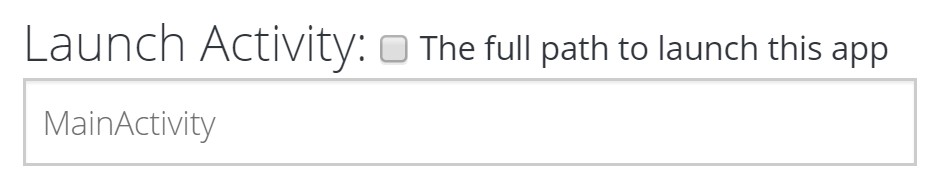 Launch Activity: The full path to launch this app
MainActivity